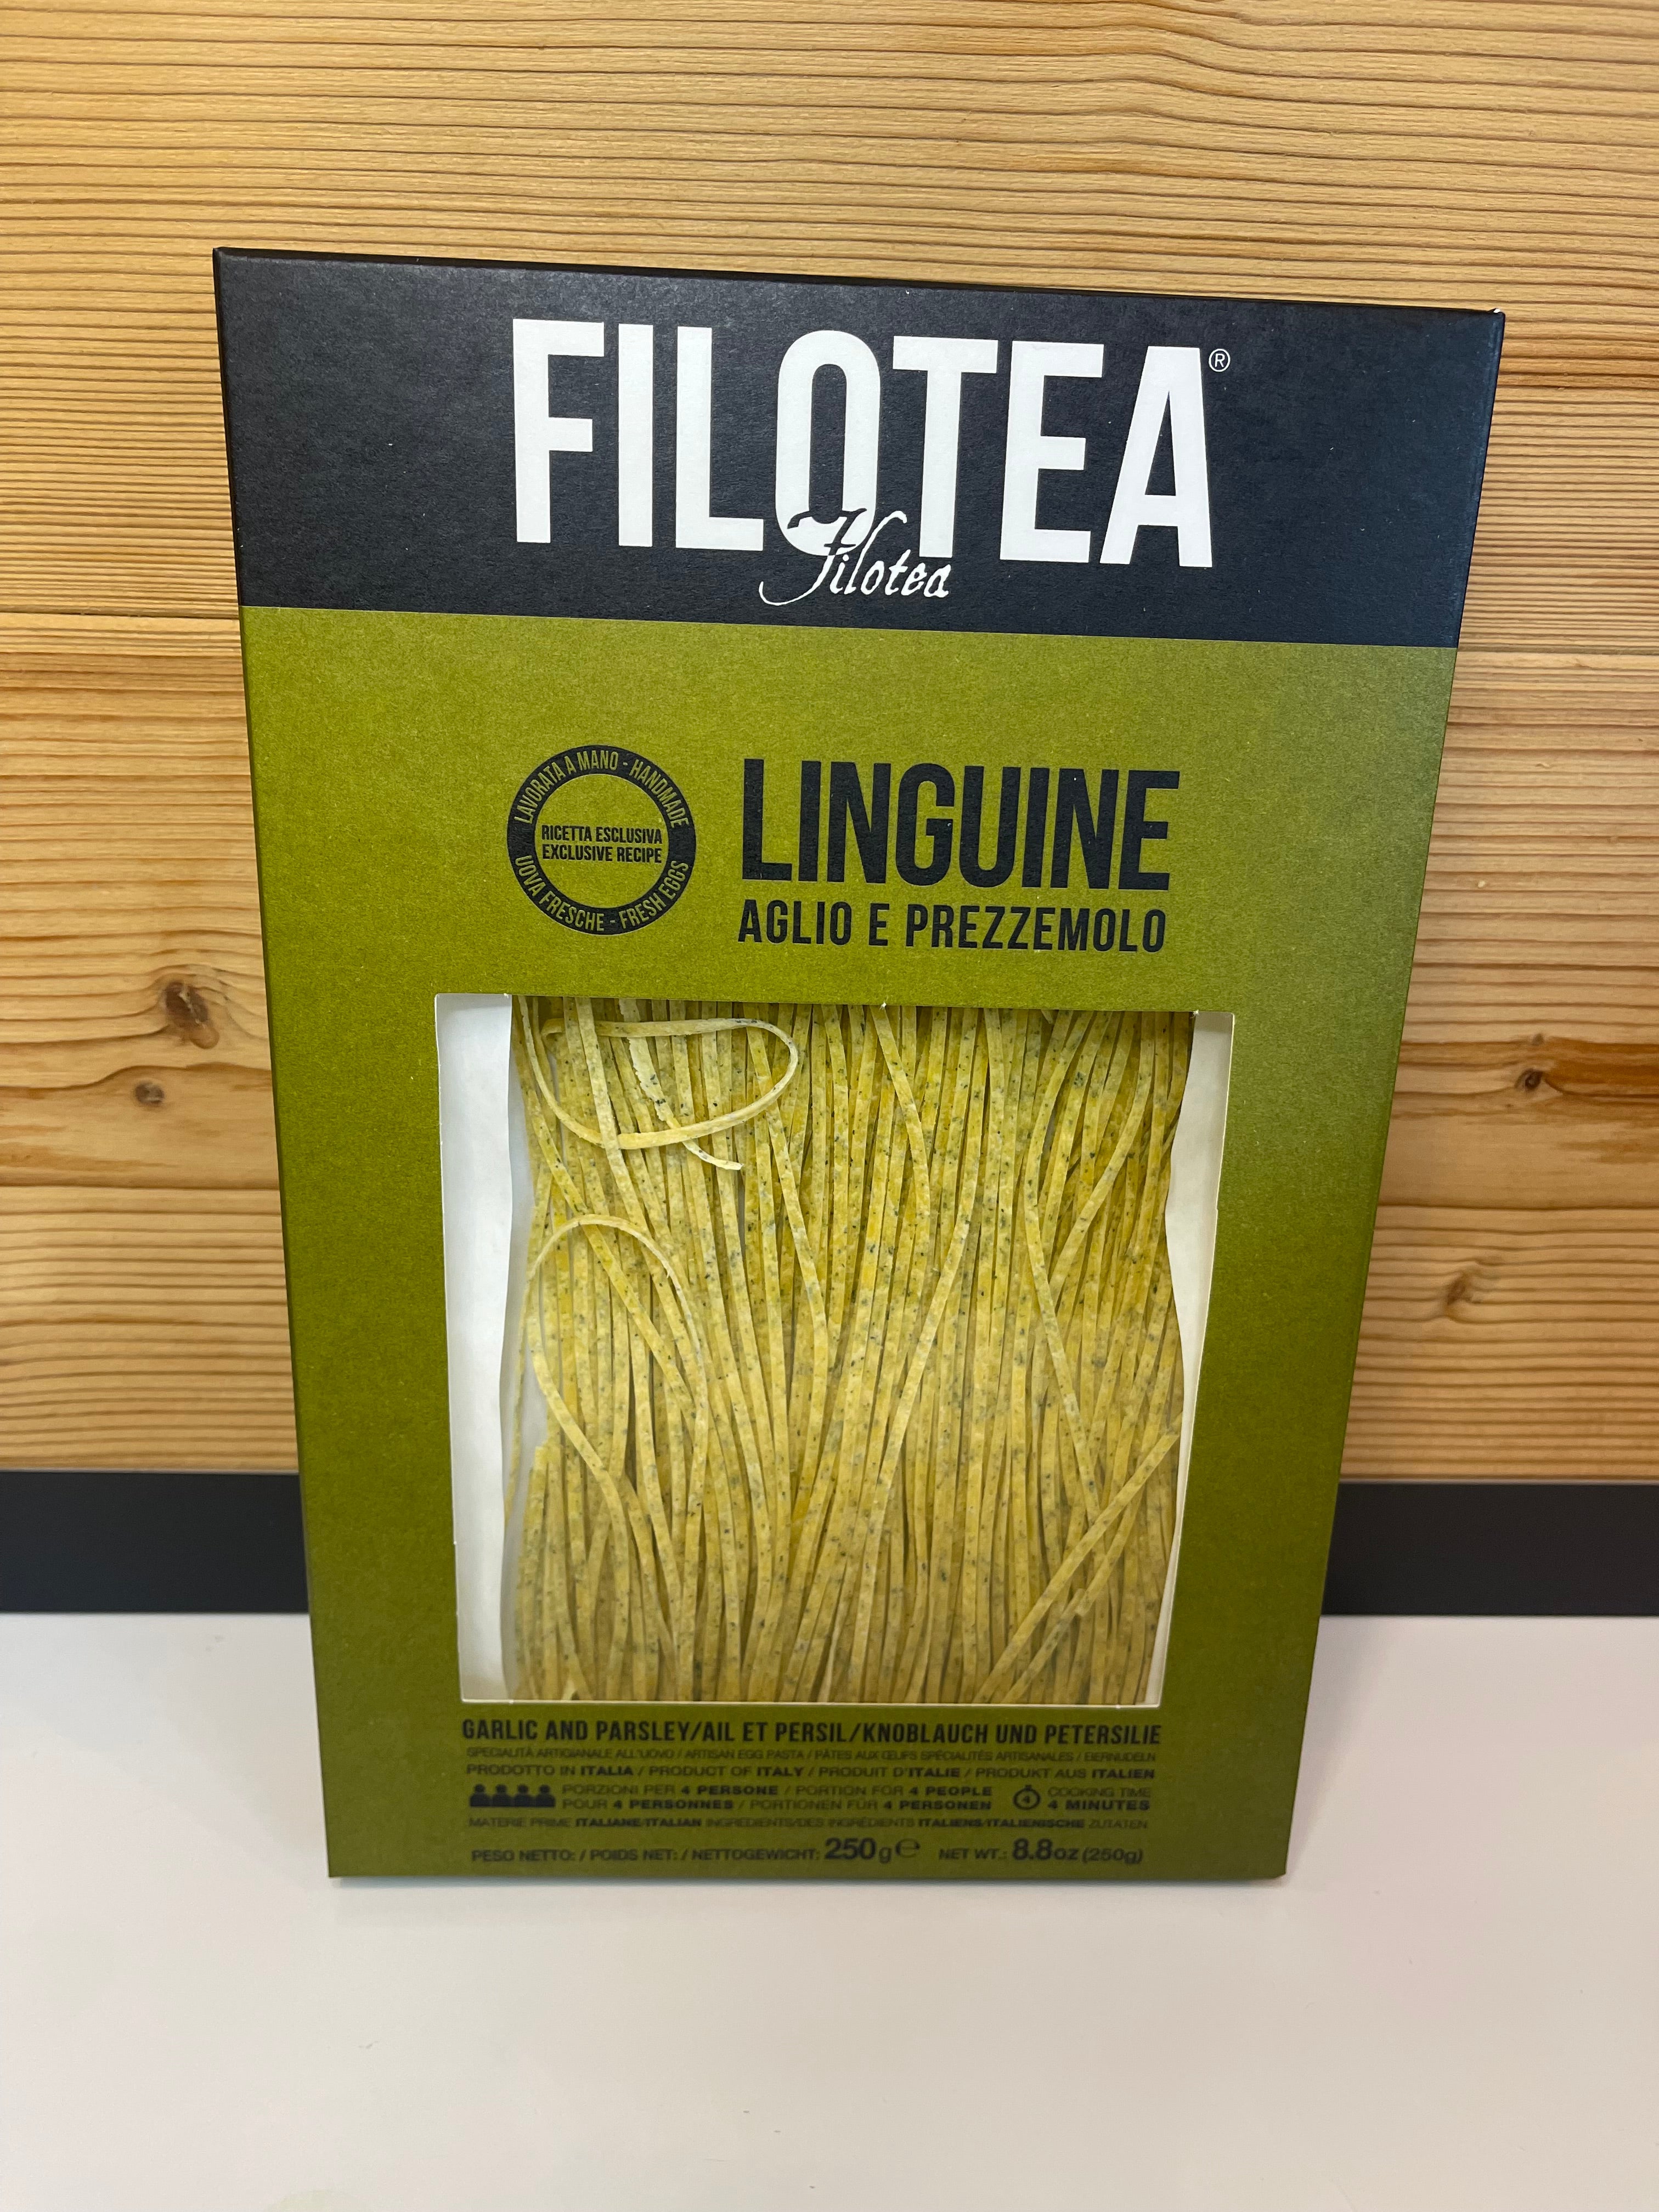 FILOTEA®
Filotea
LAVORATA A MANO - HANDMADE
RICETTA ESCLUSIVA
EXCLUSIVE RECIPE
UOVA FRESCHE - FRESH EGGS
LINGUINE
AGLIO E PREZZEMOLO
GARLIC AND PARSLEY/AIL ET PERSIL/KNOBLAUCH UND PETERSILIE
SPECIALITÀ ARTIGIANALE ALL'UOVO / ARTISAN EGG PASTA / PÂTES AUX ŒUFS SPÉCIALITÉS ARTISANALES / EIERNUDELN
PRODOTTO IN ITALIA / PRODUCT OF ITALY / PRODUIT D'ITALIE / PRODUKT AUS ITALIEN
PORZIONI PER 4 PERSONE / PORTION FOR 4 PEOPLE
POUR 4 PERSONNES / PORTIONEN FÜR 4 PERSONEN
4
COOKING TIME
4 MINUTES
MATERIE PRIME ITALIANE/ITALIAN INGREDIENTS/DES INGRÉDIENTS ITALIENS/ITALIENISCHE ZUTATEN
PESO NETTO: / POIDS NET: / NETTOGEWICHT: 250g ℮ NET WT.: 8.8oz (250g)